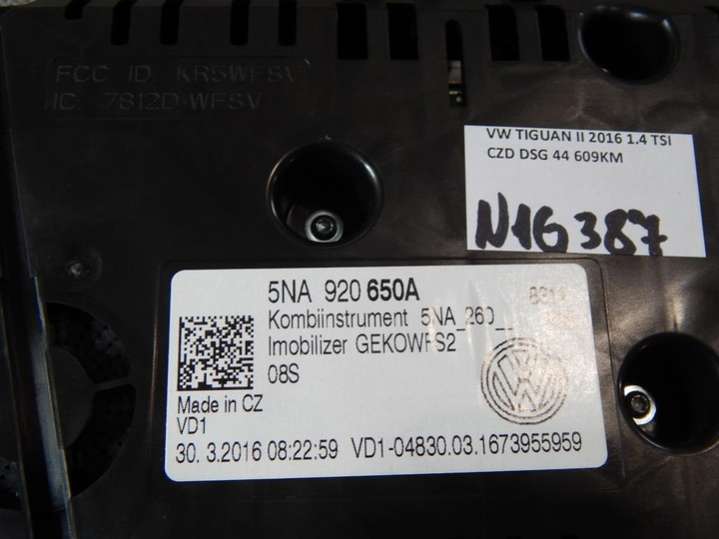 FCC ID KR5WFSV
IC 7812D-WFSV
VW TIGUAN II 2016 1.4 TSI
CZD DSG 44 609KM
N16387
5NA 920 650A
Kombiinstrument 5NA_260_
Imobilizer GEKOWFS2
08S
Made in CZ
VD1
30. 3.2016 08:22:59 VD1-04830.03.1673955959